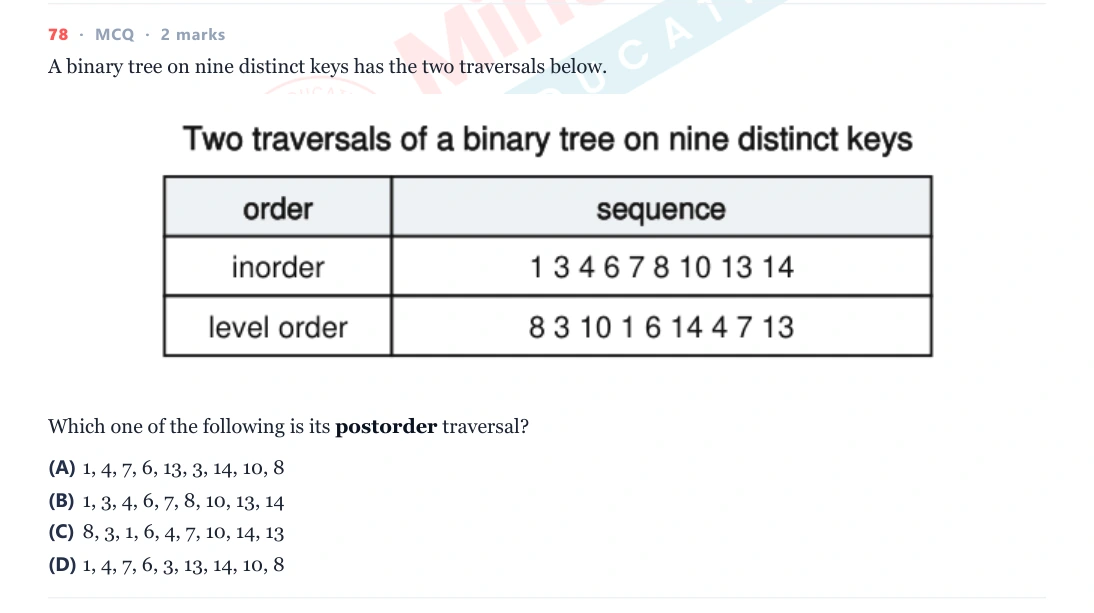 78 · MCQ · 2 marks
A binary tree on nine distinct keys has the two traversals below.
Two traversals of a binary tree on nine distinct keys
order sequence
inorder 1 3 4 6 7 8 10 13 14
level order 8 3 10 1 6 14 4 7 13
Which one of the following is its postorder traversal?
(A) 1, 4, 7, 6, 13, 3, 14, 10, 8
(B) 1, 3, 4, 6, 7, 8, 10, 13, 14
(C) 8, 3, 1, 6, 4, 7, 10, 14, 13
(D) 1, 4, 7, 6, 3, 13, 14, 10, 8